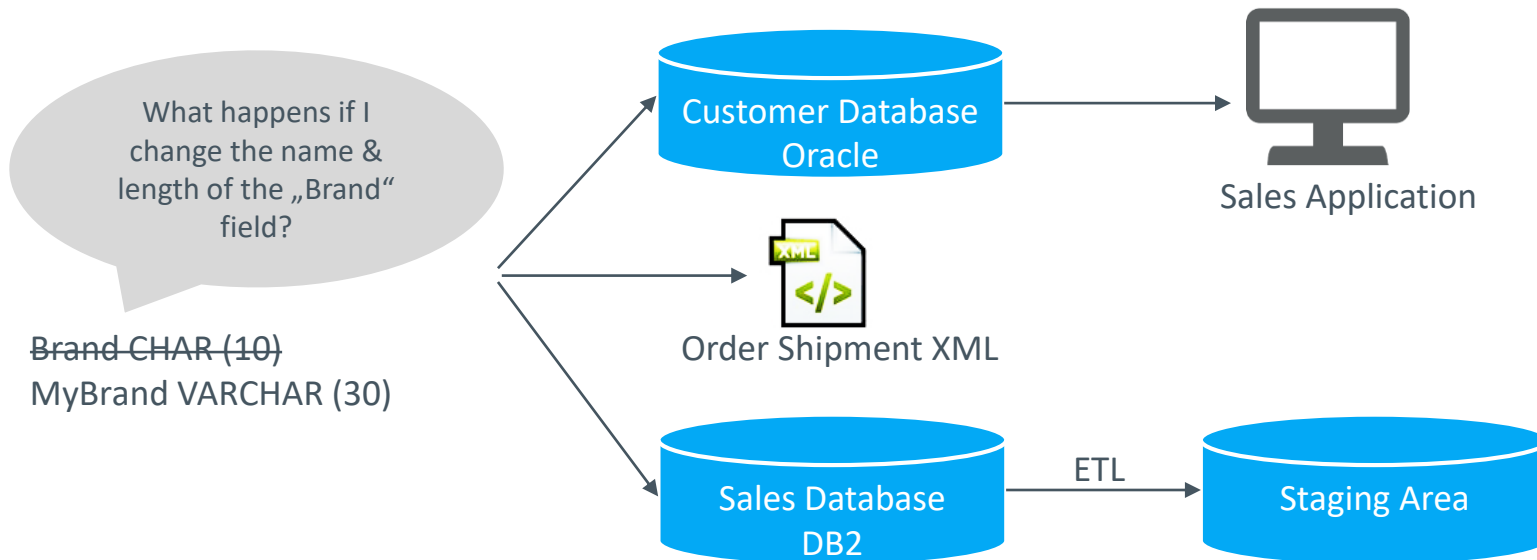 What happens if I
change the name &
length of the „Brand“
field?
Brand CHAR (10)
MyBrand VARCHAR (30)
Customer Database
Oracle
Sales Application
XML
</>
Order Shipment XML
Sales Database
DB2
ETL
Staging Area